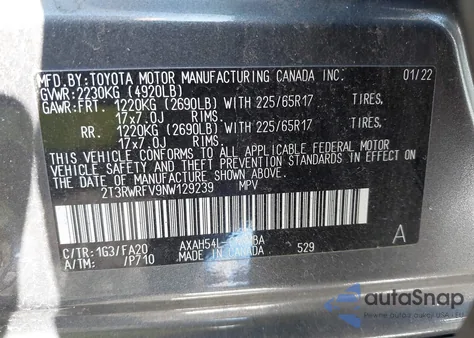 MFD.BY:TOYOTA MOTOR MANUFACTURING CANADA INC. 01/22
GVWR:2230KG (4920LB)
GAWR:FRT 1220KG (2690LB) WITH 225/65R17 TIRES,
17x7.0J RIMS.
RR. 1220KG (2690LB) WITH 225/65R17 TIRES,
17x7.0J RIMS.
THIS VEHICLE CONFORMS TO ALL APPLICABLE FEDERAL MOTOR
VEHICLE SAFETY AND THEFT PREVENTION STANDARDS IN EFFECT
ON THE DATE OF MANUFACTURE SHOWN ABOVE.
2T3RWRFV9NW129239 MPV
C/TR:1G3/FA20 AXAH54L- BA A
A/TM: /P710 MADE IN CANADA 529
autoSnap